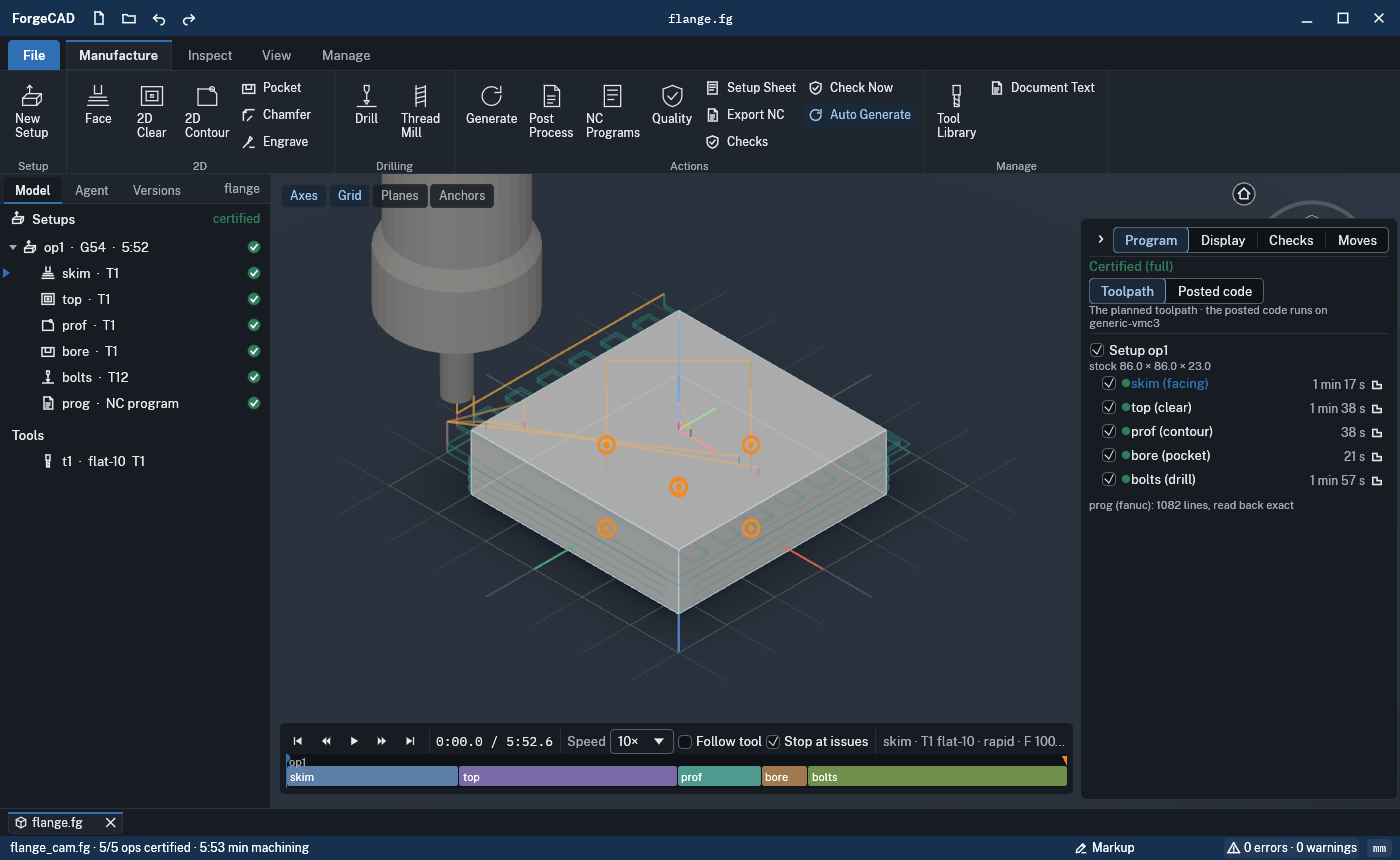 ForgeCAD
flange.fg
File
Manufacture
Inspect
View
Manage
New Setup
Setup
Face
2D Clear
2D Contour
Pocket
Chamfer
Engrave
2D
Drill
Thread Mill
Drilling
Generate
Post Process
NC Programs
Quality
Setup Sheet
Export NC
Checks
Check Now
Auto Generate
Actions
Tool Library
Document Text
Manage
Model
Agent
Versions
flange
Setups
certified
op1 · G54 · 5:52
skim · T1
top · T1
prof · T1
bore · T1
bolts · T12
prog · NC program
Tools
t1 · flat-10 T1
Axes
Grid
Planes
Anchors
Program
Display
Checks
Moves
Certified (full)
Toolpath
Posted code
The planned toolpath · the posted code runs on
generic-vmc3
Setup op1
stock 86.0 × 86.0 × 23.0
skim (facing) 1 min 17 s
top (clear) 1 min 38 s
prof (contour) 38 s
bore (pocket) 21 s
bolts (drill) 1 min 57 s
prog (fanuc): 1082 lines, read back exact
0:00.0 / 5:52.6
Speed
10×
Follow tool
Stop at issues
skim · T1 flat-10 · rapid · F 100...
op1
skim
top
prof
bore
bolts
flange.fg
flange_cam.fg · 5/5 ops certified · 5:53 min machining
Markup
0 errors · 0 warnings
mm